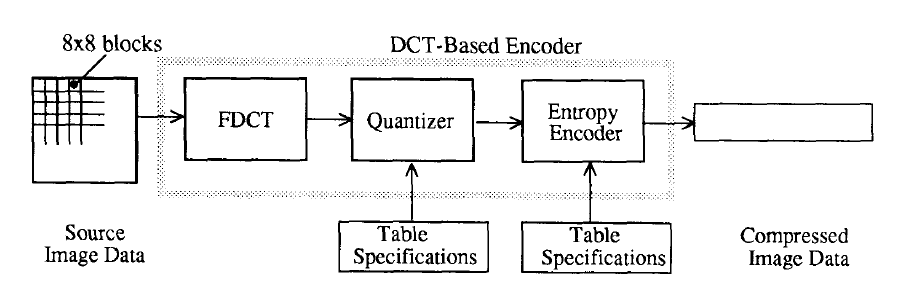 DCT-Based Encoder
8x8 blocks
FDCT
Quantizer
Entropy
Encoder
Source
Image Data
Table
Specifications
Table
Specifications
Compressed
Image Data